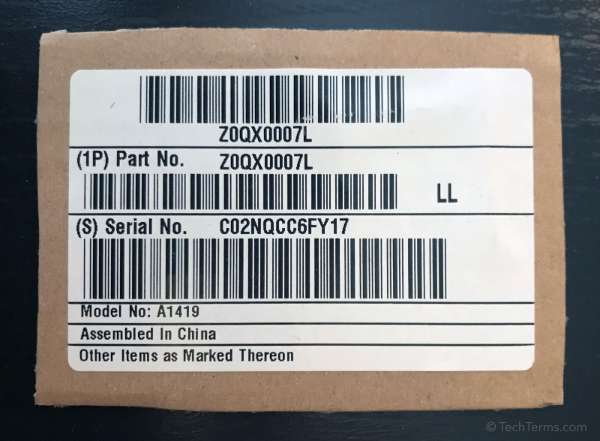 Z0QX0007L
(1P) Part No. Z0QX0007L
LL
(S) Serial No. C02NQCC6FY17
Model No: A1419
Assembled In China
Other Items as Marked Thereon
© TechTerms.com